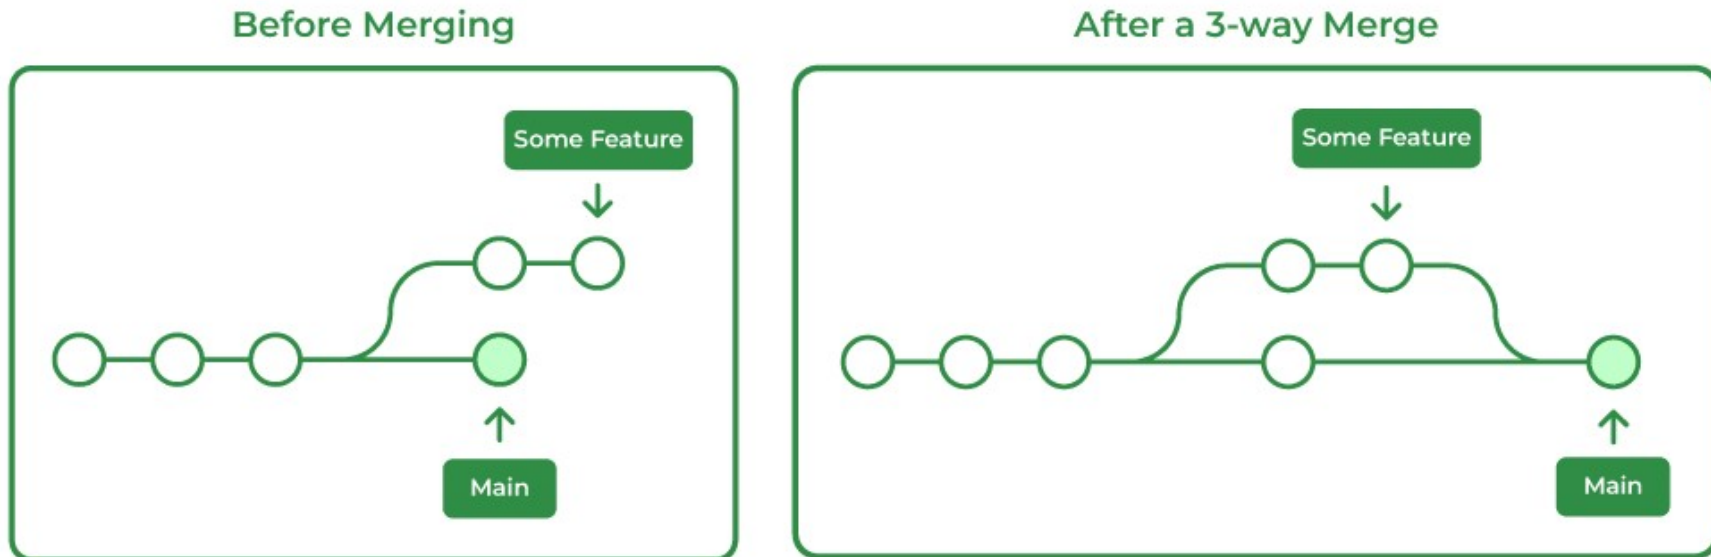 Before Merging
After a 3-way Merge
Some Feature
Main
Some Feature
Main